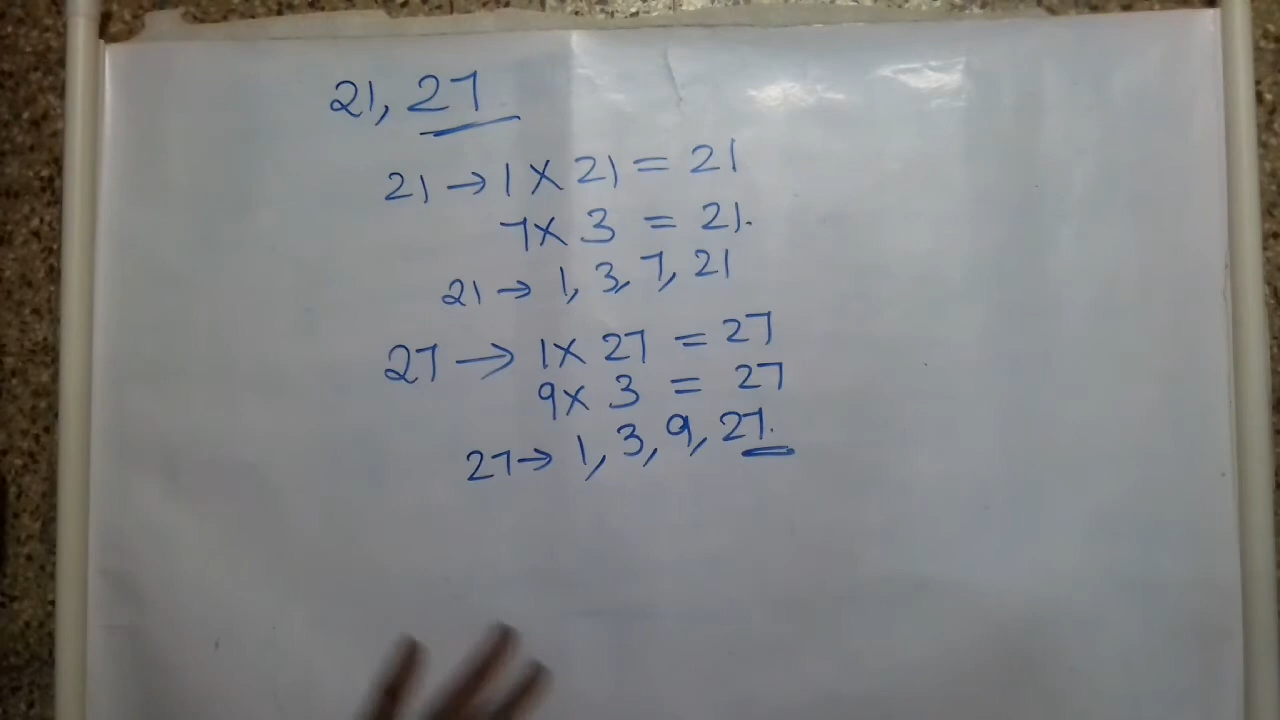 21, 27
21 → 1 × 21 = 21
7 × 3 = 21.
21 → 1, 3, 7, 21
27 → 1 × 27 = 27
9 × 3 = 27
27 → 1, 3, 9, 27.